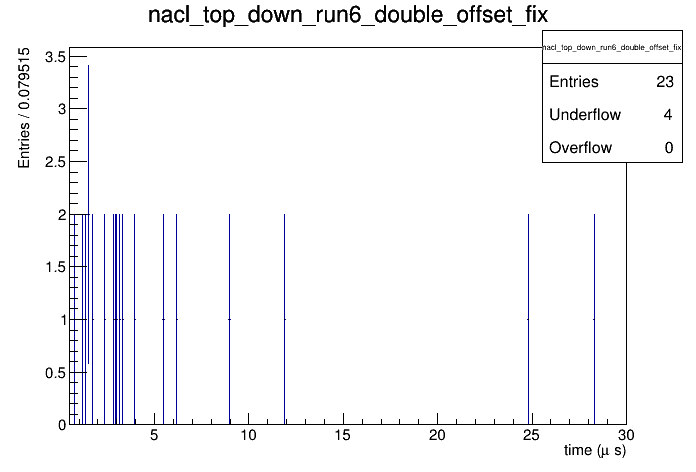 nacl_top_down_run6_double_offset_fix
nacl_top_down_run6_double_offset_fix
Entries 23
Underflow 4
Overflow 0
Entries / 0.079515
3.5
3
2.5
2
1.5
1
0.5
0
5 10 15 20 25 30
time (μ s)